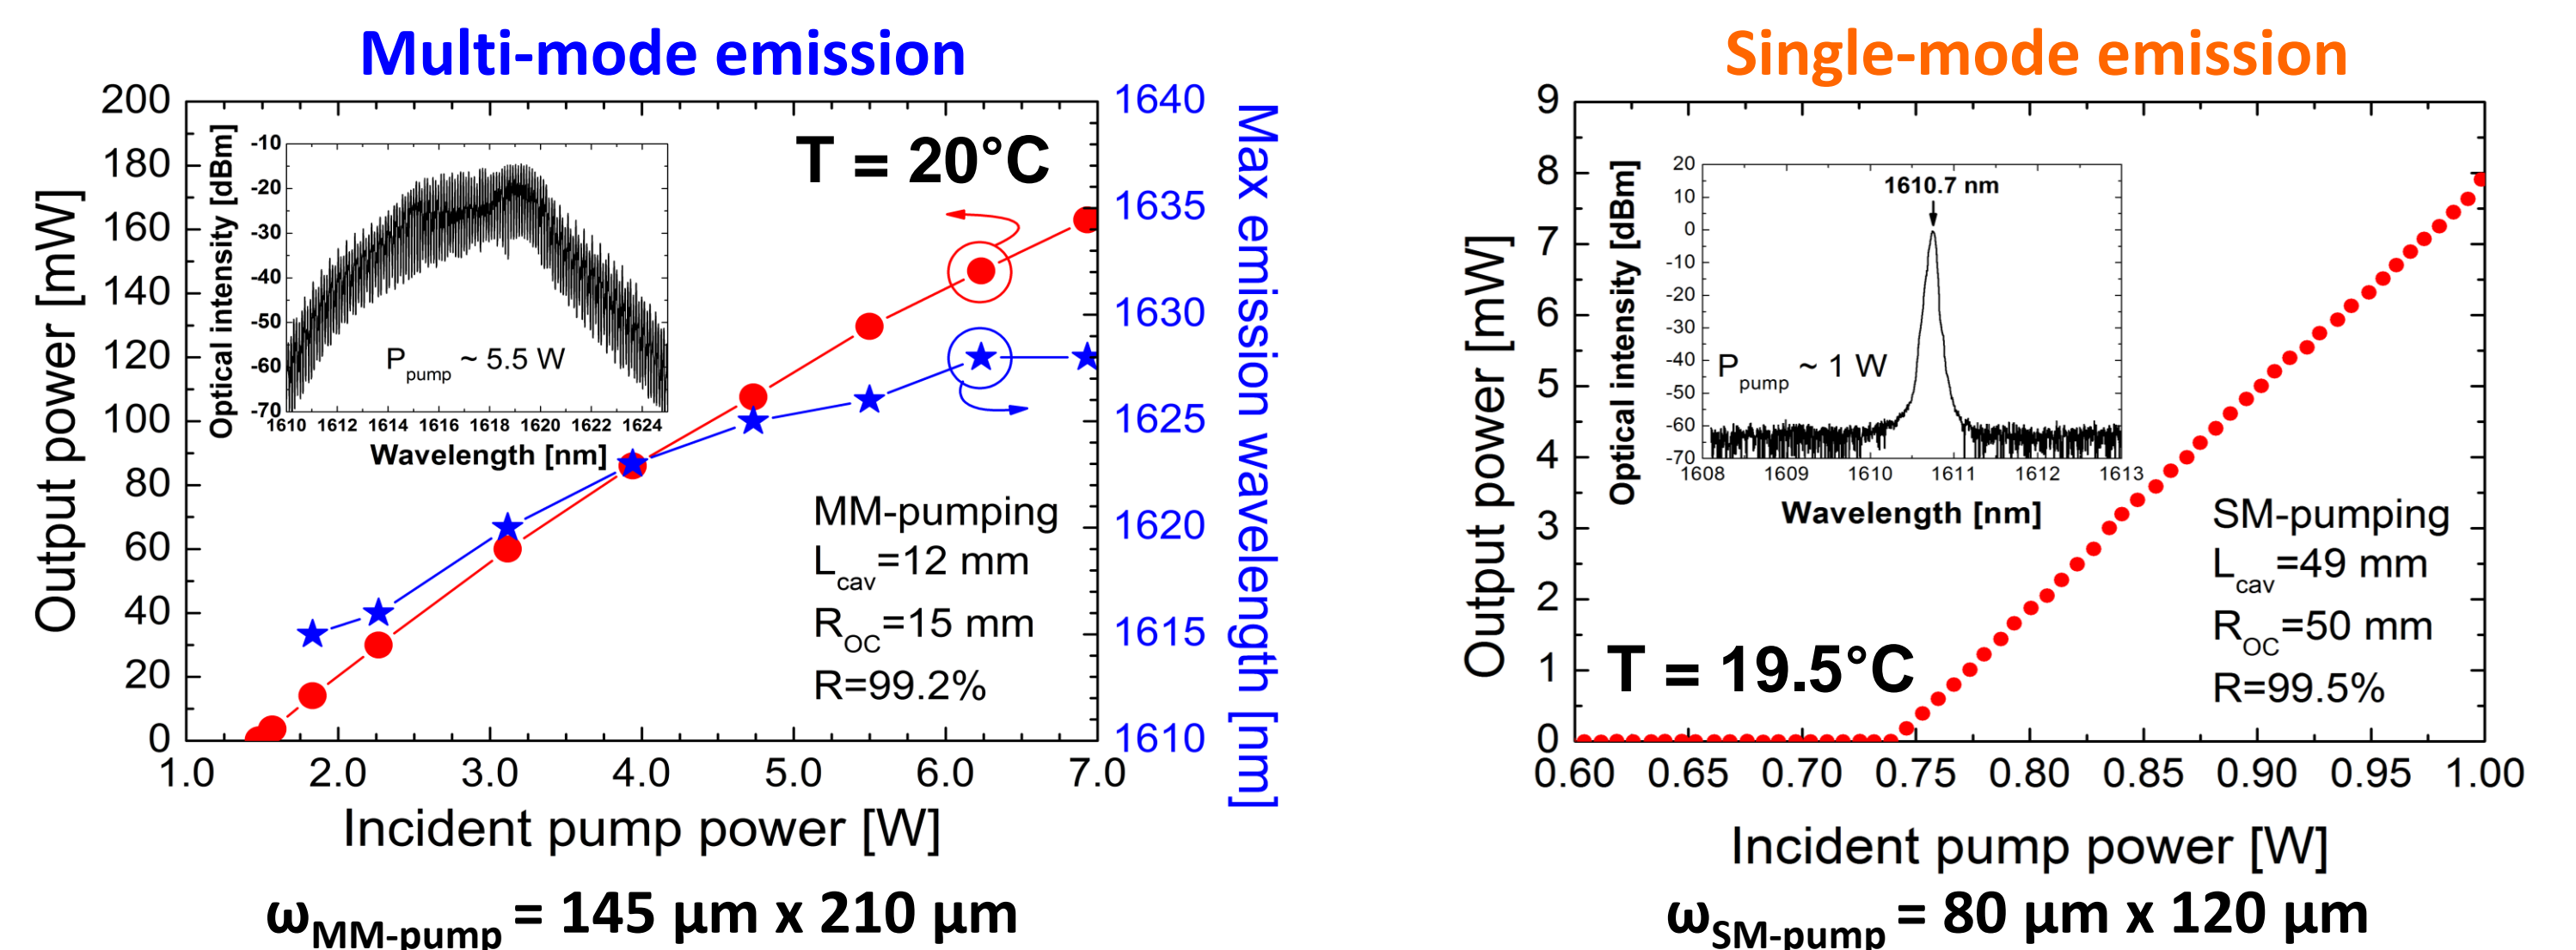 Multi-mode emission
200
180
160
140
120
100
80
60
40
20
0
Output power [mW]
1.0 2.0 3.0 4.0 5.0 6.0 7.0
Incident pump power [W]
1640
1635
1630
1625
1620
1615
1610
Max emission wavelength [nm]
T = 20°C
Optical intensity [dBm]
-10
-20
-30
-40
-50
-60
-70
P_pump ~ 5.5 W
1610 1612 1614 1616 1618 1620 1622 1624
Wavelength [nm]
MM-pumping
L_cav=12 mm
R_OC=15 mm
R=99.2%
ω_MM-pump = 145 µm x 210 µm
Single-mode emission
9
8
7
6
5
4
3
2
1
0
Output power [mW]
0.60 0.65 0.70 0.75 0.80 0.85 0.90 0.95 1.00
Incident pump power [W]
Optical intensity [dBm]
20
10
0
-10
-20
-30
-40
-50
-60
-70
1610.7 nm
P_pump ~ 1 W
1608 1609 1610 1611 1612 1613
Wavelength [nm]
T = 19.5°C
SM-pumping
L_cav=49 mm
R_OC=50 mm
R=99.5%
ω_SM-pump = 80 µm x 120 µm